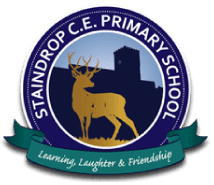 STAINDROP C.E. PRIMARY SCHOOL
Learning, Laughter & Friendship